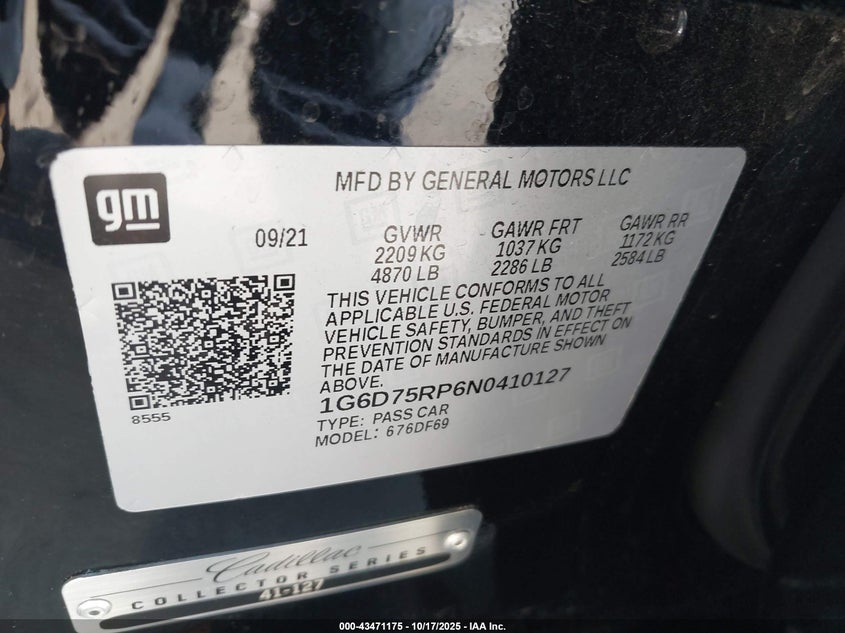 gm
MFD BY GENERAL MOTORS LLC
09/21
GVWR
2209 KG
4870 LB
GAWR FRT
1037 KG
2286 LB
GAWR RR
1172 KG
2584 LB
THIS VEHICLE CONFORMS TO ALL
APPLICABLE U.S. FEDERAL MOTOR
VEHICLE SAFETY, BUMPER, AND THEFT
PREVENTION STANDARDS IN EFFECT ON
THE DATE OF MANUFACTURE SHOWN
ABOVE.
1G6D75RP6N0410127
TYPE: PASS CAR
MODEL: 676DF69
8555
Cadillac
COLLECTOR SERIES
41-127
000-43471175 | 10/17/2025 - IAA Inc.